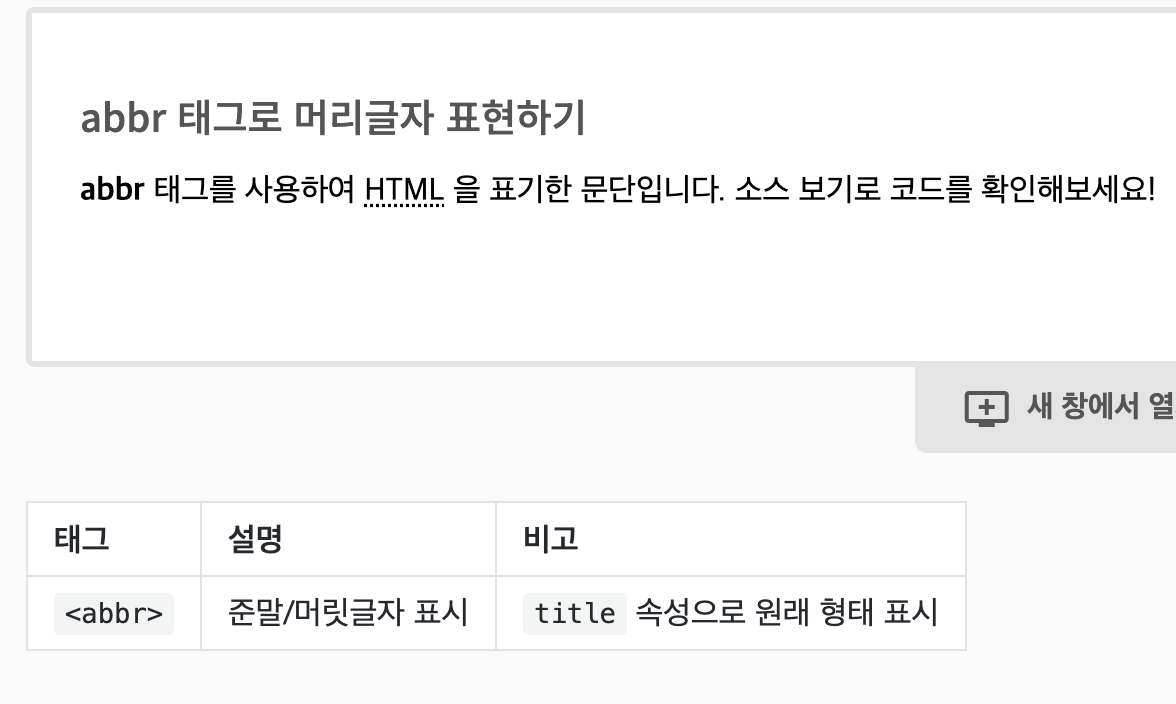 abbr 태그로 머리글자 표현하기
abbr 태그를 사용하여 HTML 을 표기한 문단입니다. 소스 보기로 코드를 확인해보세요!
새 창에서 열
태그 설명 비고
<abbr> 준말/머릿글자 표시 title 속성으로 원래 형태 표시